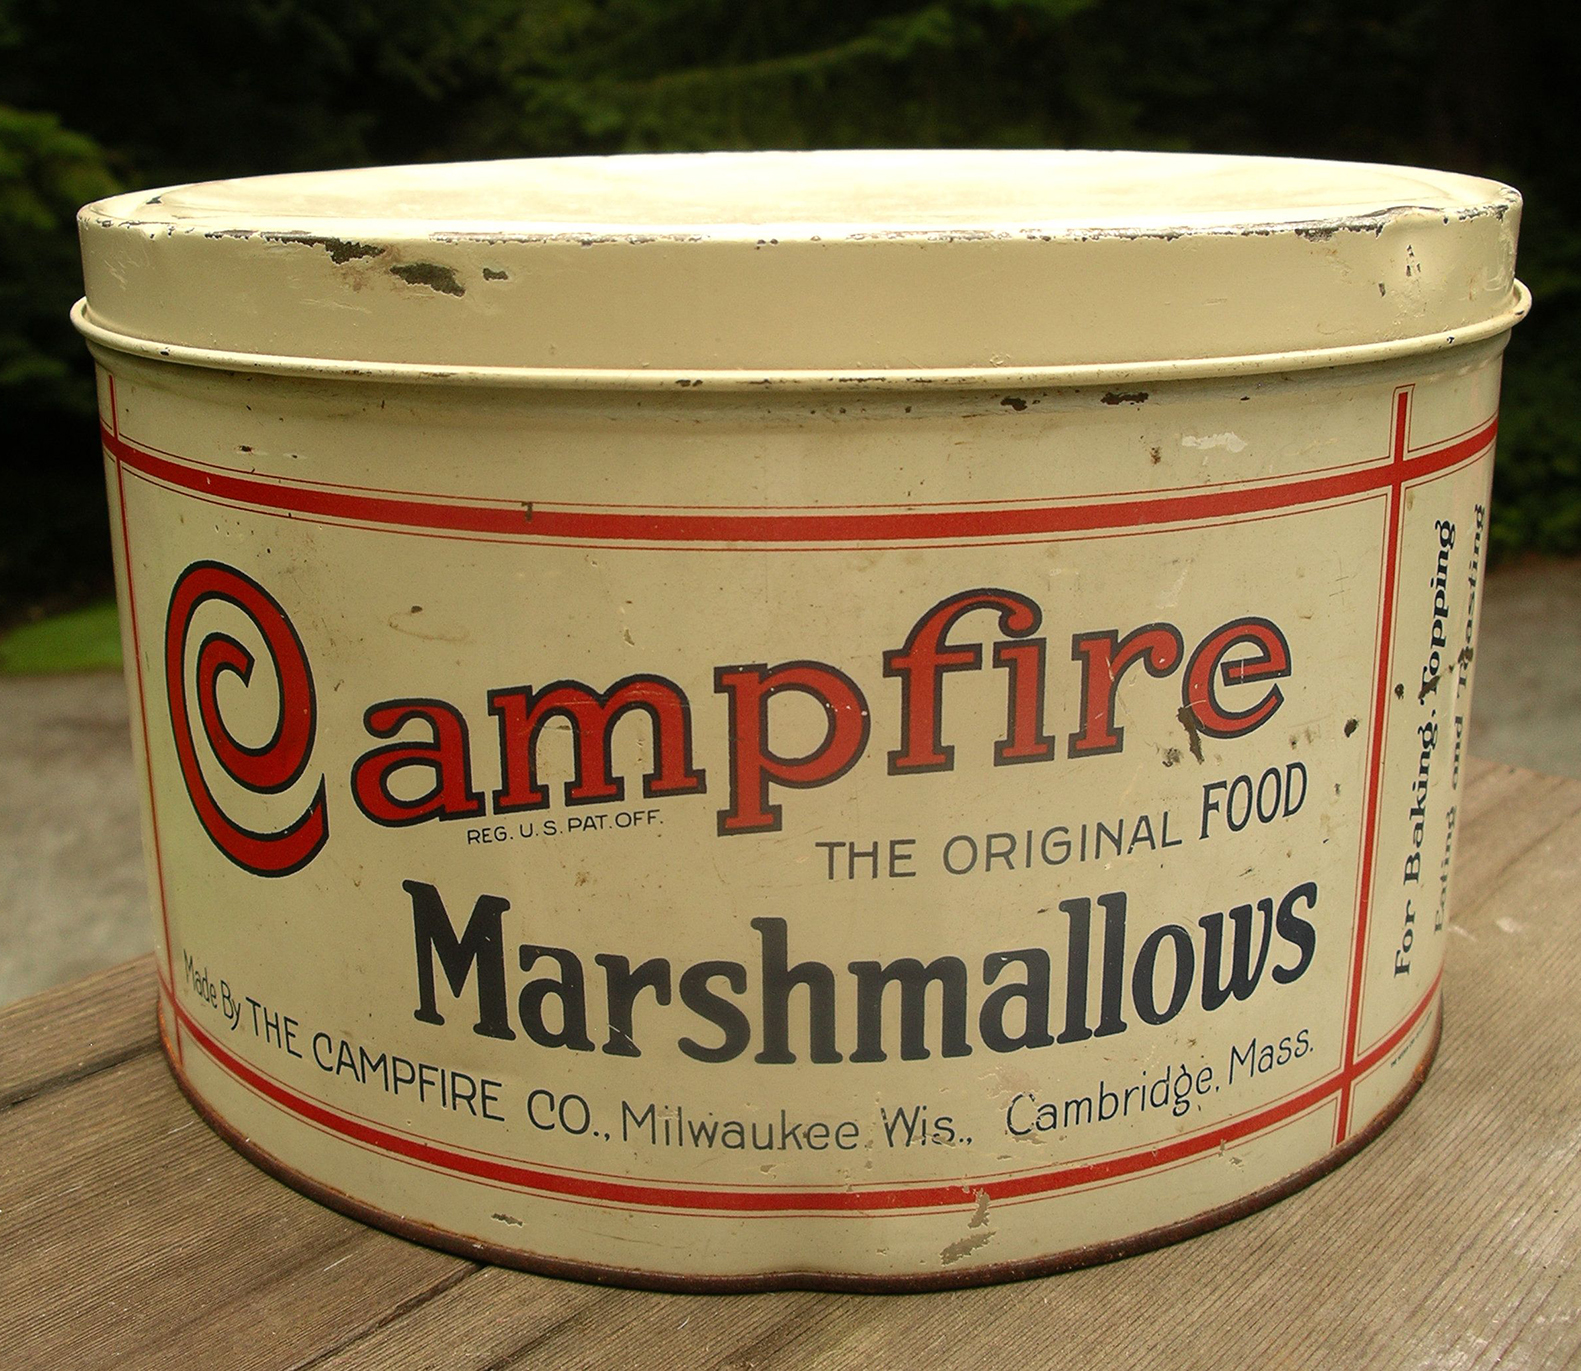 Campfire
REG. U.S. PAT. OFF.
THE ORIGINAL FOOD
Marshmallows
Made By THE CAMPFIRE CO., Milwaukee Wis., Cambridge, Mass.
For Baking, Topping
Eating and Toasting